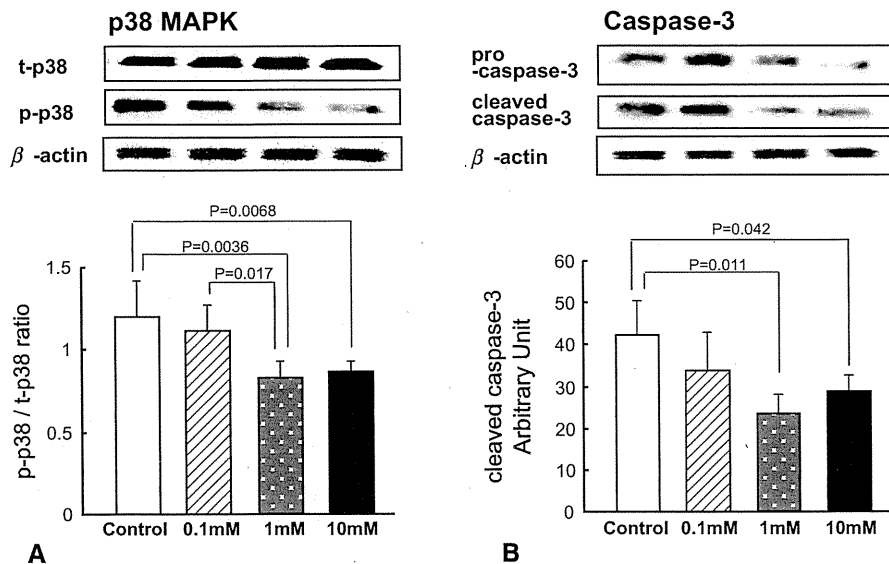 p38 MAPK
t-p38
p-p38
β -actin
P=0.0068
P=0.0036
P=0.017
1.5
1
0.5
0
p-p38 / t-p38 ratio
Control 0.1mM 1mM 10mM
A
Caspase-3
pro
-caspase-3
cleaved
caspase-3
β -actin
P=0.042
P=0.011
60
50
40
30
20
10
0
cleaved caspase-3
Arbitrary Unit
Control 0.1mM 1mM 10mM
B